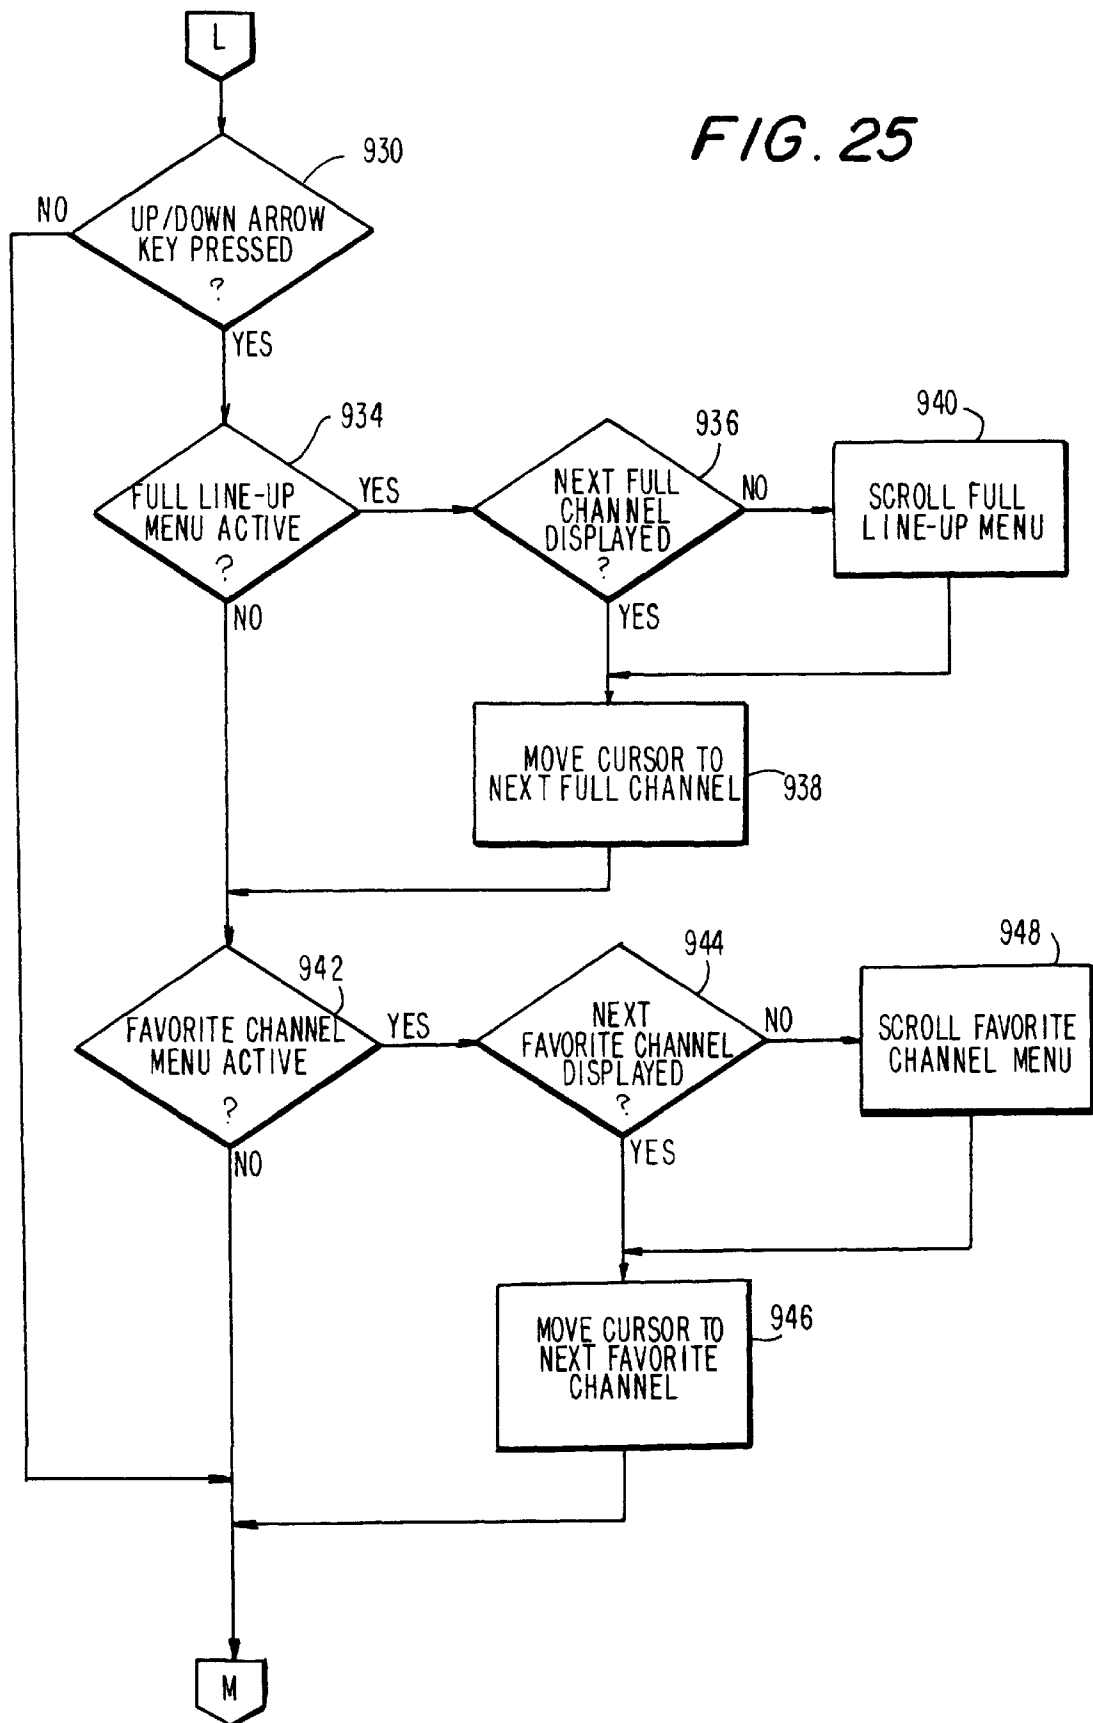 L
FIG. 25
930
NO
UP/DOWN ARROW
KEY PRESSED
?
YES
934
FULL LINE-UP
MENU ACTIVE
?
YES
NO
936
NEXT FULL
CHANNEL
DISPLAYED
?
NO
YES
940
SCROLL FULL
LINE-UP MENU
MOVE CURSOR TO
NEXT FULL CHANNEL
938
942
FAVORITE CHANNEL
MENU ACTIVE
?
YES
NO
944
NEXT
FAVORITE CHANNEL
DISPLAYED
?
NO
YES
948
SCROLL FAVORITE
CHANNEL MENU
MOVE CURSOR TO
NEXT FAVORITE
CHANNEL
946
M